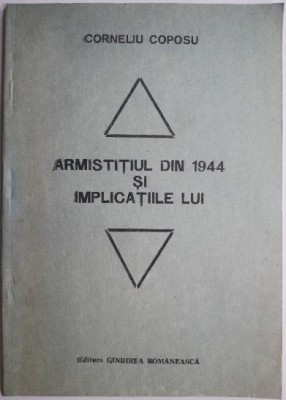 CORNELIU COPOSU
ARMISTIȚIUL DIN 1944
ȘI
IMPLICAȚIILE LUI
Editura GÎNDIREA ROMÂNEASCĂ